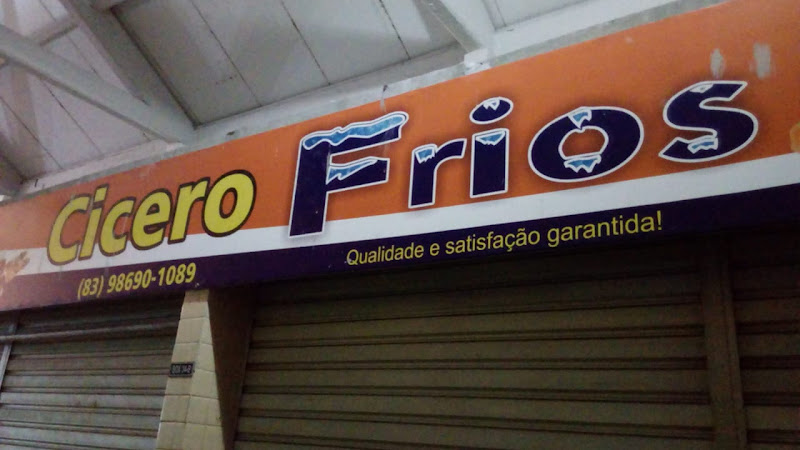 Cicero Frios
(83) 98690-1089
Qualidade e satisfação garantida!